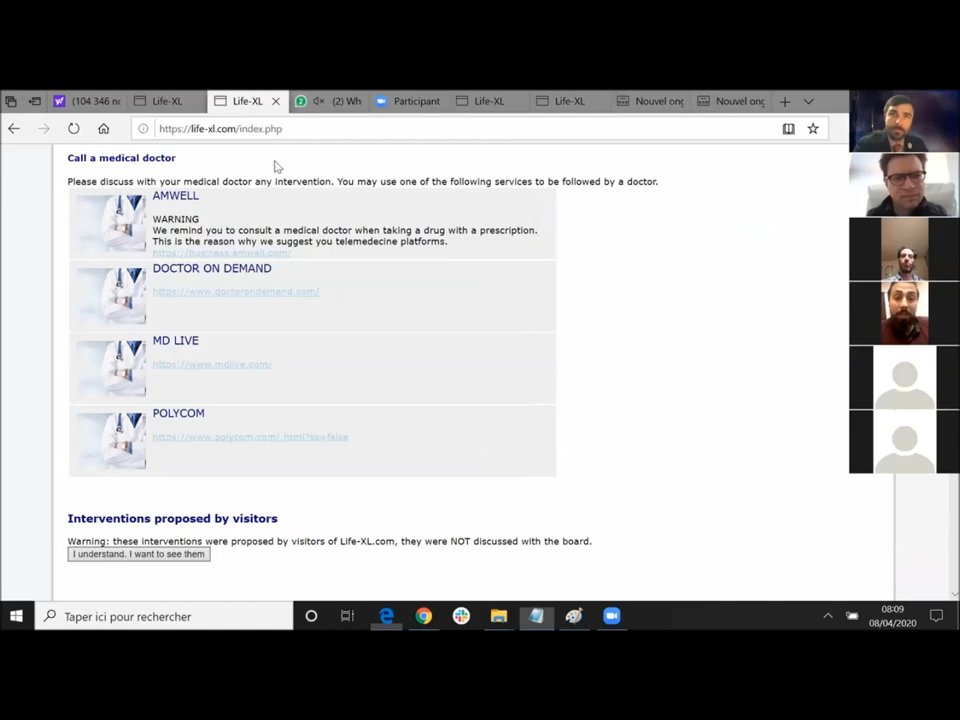 (104 346 nc
Life-XL
Life-XL
(2) Wh
Participant
Life-XL
Life-XL
Nouvel ong
Nouvel ong
https://life-xl.com/index.php
Call a medical doctor
Please discuss with your medical doctor any intervention. You may use one of the following services to be followed by a doctor.
AMWELL
WARNING
We remind you to consult a medical doctor when taking a drug with a prescription.
This is the reason why we suggest you telemedecine platforms.
https://business.amwell.com/
DOCTOR ON DEMAND
https://www.doctorondemand.com/
MD LIVE
https://www.mdlive.com/
POLYCOM
Interventions proposed by visitors
Warning: these interventions were proposed by visitors of Life-XL.com, they were NOT discussed with the board.
I understand. I want to see them
Taper ici pour rechercher
08:09
08/04/2020